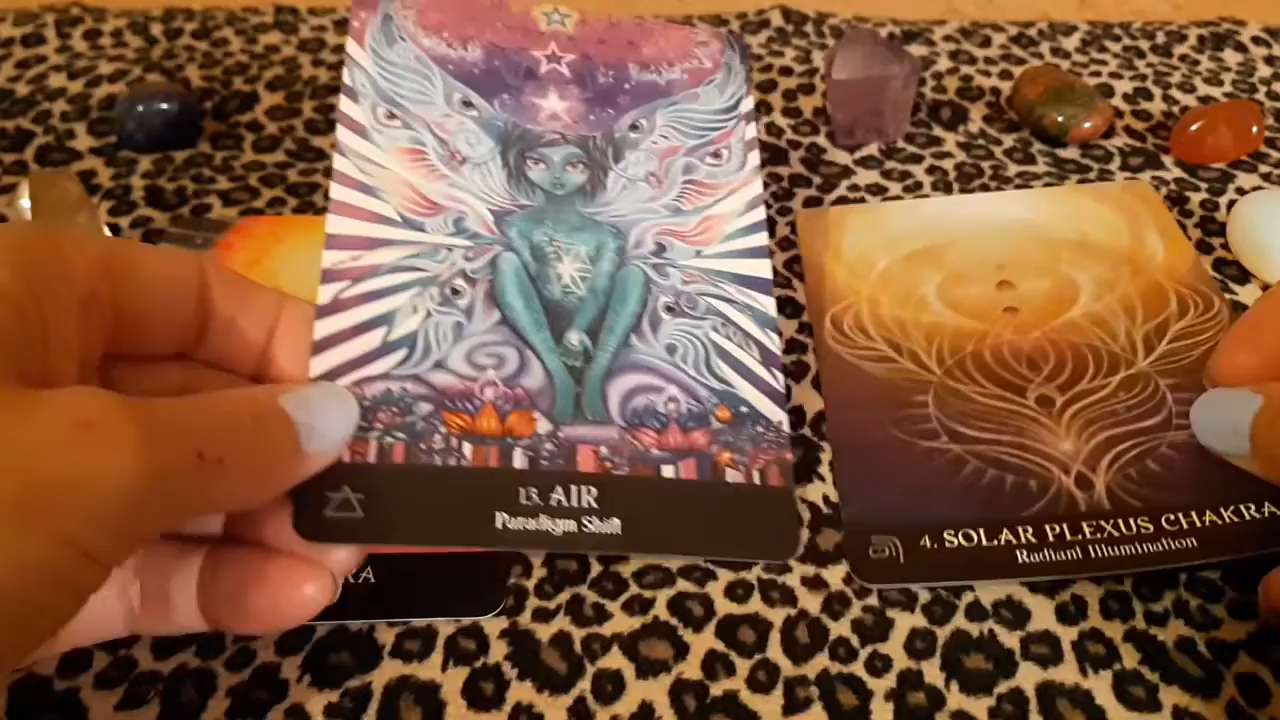 13. AIR
Paradigm Shift
4. SOLAR PLEXUS CHAKRA
Radiant Illumination